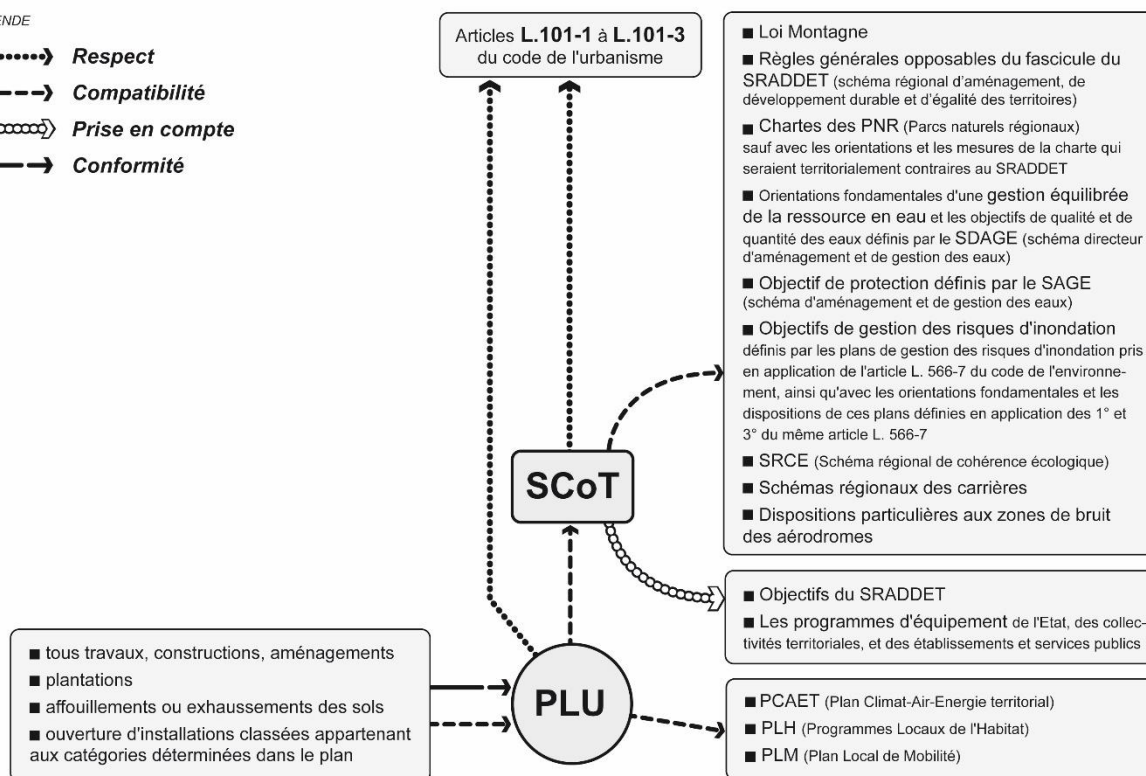 ENDE
Respect
Compatibilité
Prise en compte
Conformité
Articles L.101-1 à L.101-3
du code de l'urbanisme
■ Loi Montagne
■ Règles générales opposables du fascicule du
SRADDET (schéma régional d'aménagement, de
développement durable et d'égalité des territoires)
■ Chartes des PNR (Parcs naturels régionaux)
sauf avec les orientations et les mesures de la charte qui
seraient territorialement contraires au SRADDET
■ Orientations fondamentales d'une gestion équilibrée
de la ressource en eau et les objectifs de qualité et de
quantité des eaux définis par le SDAGE (schéma directeur
d'aménagement et de gestion des eaux)
■ Objectif de protection définis par le SAGE
(schéma d'aménagement et de gestion des eaux)
■ Objectifs de gestion des risques d'inondation
définis par les plans de gestion des risques d'inondation pris
en application de l'article L. 566-7 du code de l'environne-
ment, ainsi qu'avec les orientations fondamentales et les
dispositions de ces plans définies en application des 1° et
3° du même article L. 566-7
■ SRCE (Schéma régional de cohérence écologique)
■ Schémas régionaux des carrières
■ Dispositions particulières aux zones de bruit
des aérodromes
SCoT
■ Objectifs du SRADDET
■ Les programmes d'équipement de l'Etat, des collec-
tivités territoriales, et des établissements et services publics
■ tous travaux, constructions, aménagements
■ plantations
■ affouillements ou exhaussements des sols
■ ouverture d'installations classées appartenant
aux catégories déterminées dans le plan
PLU
■ PCAET (Plan Climat-Air-Energie territorial)
■ PLH (Programmes Locaux de l'Habitat)
■ PLM (Plan Local de Mobilité)